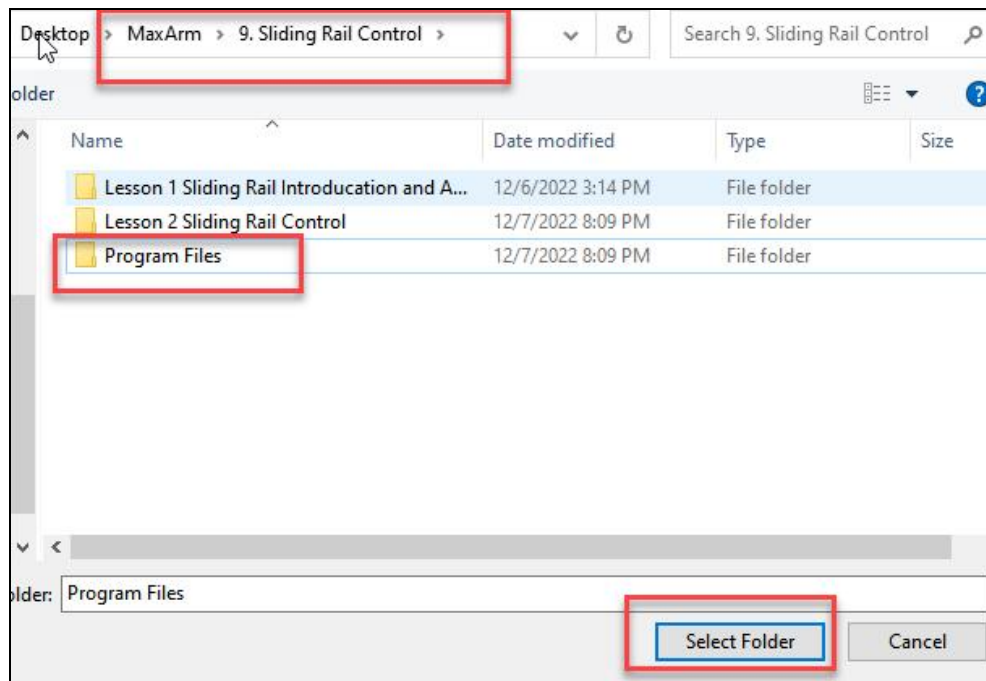 Desktop > MaxArm > 9. Sliding Rail Control > Search 9. Sliding Rail Control
older ?
Name Date modified Type Size
Lesson 1 Sliding Rail Introducation and A... 12/6/2022 3:14 PM File folder
Lesson 2 Sliding Rail Control 12/7/2022 8:09 PM File folder
Program Files 12/7/2022 8:09 PM File folder
older: Program Files
Select Folder Cancel